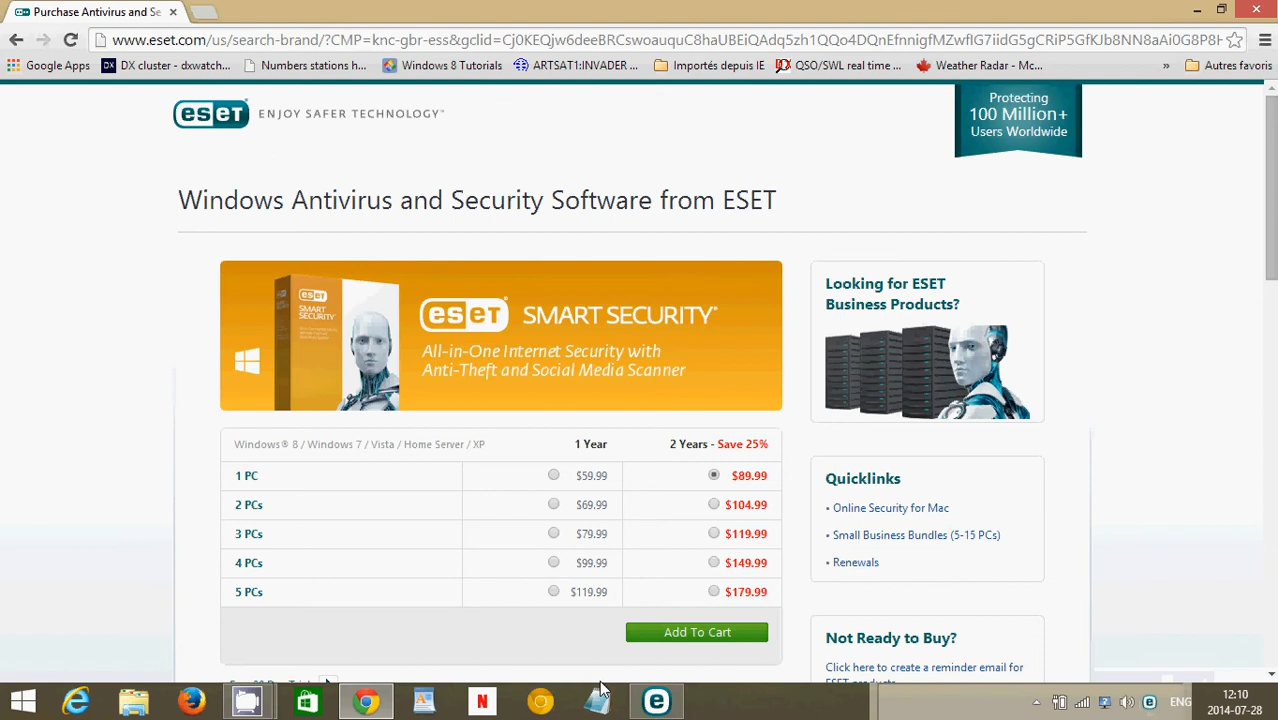 Purchase Antivirus and Se
www.eset.com/us/search-brand/?CMP=knc-gbr-ess&gclid=Cj0KEQjw6deeBRCswoauquC8haUBEiQAdq5zh1QQo4DQnEfnnigfMZwfIG7iidG5gCRiP5GfKJb8NN8aAi0G8P8H
Google Apps
DX cluster - dxwatch...
Numbers stations h...
Windows 8 Tutorials
ARTSAT1:INVADER ...
Importés depuis IE
QSO/SWL real time ...
Weather Radar - Mc...
»
Autres favoris
eset ENJOY SAFER TECHNOLOGY™
Protecting
100 Million+
Users Worldwide
Windows Antivirus and Security Software from ESET
eset
SMART
SECURITY
eset SMART SECURITY
All-in-One Internet Security with
Anti-Theft and Social Media Scanner
Looking for ESET
Business Products?
Windows® 8 / Windows 7 / Vista / Home Server / XP 1 Year 2 Years - Save 25%
1 PC $59.99 $89.99
2 PCs $69.99 $104.99
3 PCs $79.99 $119.99
4 PCs $99.99 $149.99
5 PCs $119.99 $179.99
Add To Cart
Quicklinks
• Online Security for Mac
• Small Business Bundles (5-15 PCs)
• Renewals
Not Ready to Buy?
Click here to create a reminder email for
ENG
12:10
2014-07-28